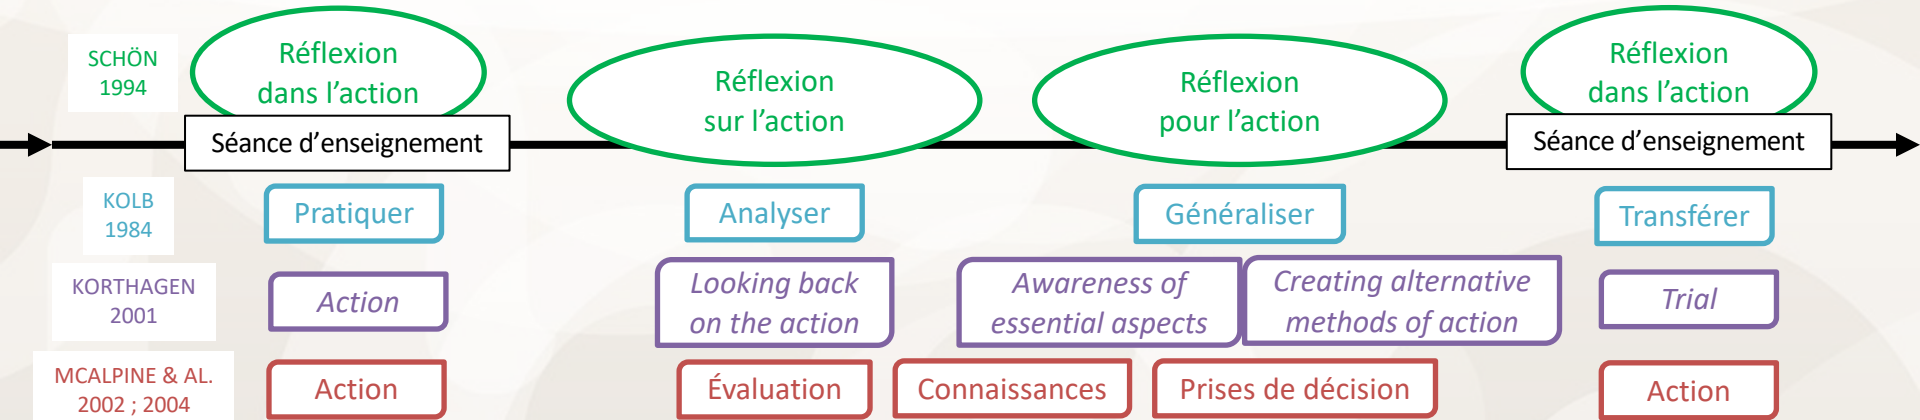 SCHÖN
1994
Réflexion
dans l’action
Réflexion
sur l’action
Réflexion
pour l’action
Réflexion
dans l’action
Séance d’enseignement
Séance d’enseignement
KOLB
1984
Pratiquer
Analyser
Généraliser
Transférer
KORTHAGEN
2001
Action
Looking back
on the action
Awareness of
essential aspects
Creating alternative
methods of action
Trial
MCALPINE & AL.
2002 ; 2004
Action
Évaluation
Connaissances
Prises de décision
Action